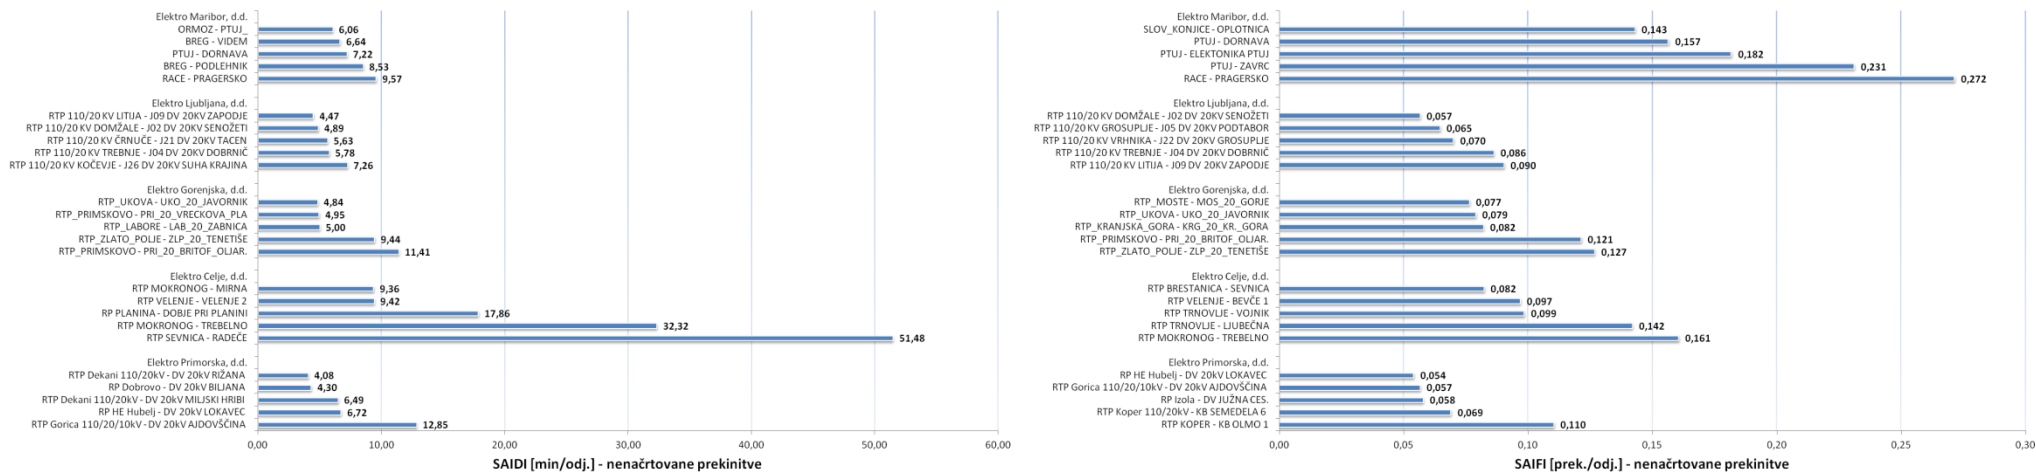 Elektro Maribor, d.d.
ORMOZ - PTUJ_ 6,06
BREG - VIDEM 6,64
PTUJ - DORNAVA 7,22
BREG - PODLEHNIK 8,53
RACE - PRAGERSKO 9,57
Elektro Ljubljana, d.d.
RTP 110/20 KV LITIJA - J09 DV 20KV ZAPODJE 4,47
RTP 110/20 KV DOMŽALE - J02 DV 20KV SENOŽETI 4,89
RTP 110/20 KV ČRNUČE - J21 DV 20KV TACEN 5,63
RTP 110/20 KV TREBNJE - J04 DV 20KV DOBRNIČ 5,78
RTP 110/20 KV KOČEVJE - J26 DV 20KV SUHA KRAJINA 7,26
Elektro Gorenjska, d.d.
RTP_UKOVA - UKO_20_JAVORNIK 4,84
RTP_PRIMSKOVO - PRI_20_VRECKOVA_PLA 4,95
RTP_LABORE - LAB_20_ZABNICA 5,00
RTP_ZLATO_POLJE - ZLP_20_TENETIŠE 9,44
RTP_PRIMSKOVO - PRI_20_BRITOF_OLJAR. 11,41
Elektro Celje, d.d.
RTP MOKRONOG - MIRNA 9,36
RTP VELENJE - VELENJE 2 9,42
RP PLANINA - DOBJE PRI PLANINI 17,86
RTP MOKRONOG - TREBELNO 32,32
RTP SEVNICA - RADEČE 51,48
Elektro Primorska, d.d.
RTP Dekani 110/20kV - DV 20kV RIŽANA 4,08
RP Dobrovo - DV 20kV BILJANA 4,30
RTP Dekani 110/20kV - DV 20kV MILJSKI HRIBI 6,49
RP HE Hubelj - DV 20kV LOKAVEC 6,72
RTP Gorica 110/20/10kV - DV 20kV AJDOVŠČINA 12,85
0,00 10,00 20,00 30,00 40,00 50,00 60,00
SAIDI [min/odj.] - nenačrtovane prekinitve
Elektro Maribor, d.d.
SLOV_KONJICE - OPLOTNICA 0,143
PTUJ - DORNAVA 0,157
PTUJ - ELEKTONIKA PTUJ 0,182
PTUJ - ZAVRC 0,231
RACE - PRAGERSKO 0,272
Elektro Ljubljana, d.d.
RTP 110/20 KV DOMŽALE - J02 DV 20KV SENOŽETI 0,057
RTP 110/20 KV GROSUPLJE - J05 DV 20KV PODTABOR 0,065
RTP 110/20 KV VRHNIKA - J22 DV 20KV GROSUPLJE 0,070
RTP 110/20 KV TREBNJE - J04 DV 20KV DOBRNIČ 0,086
RTP 110/20 KV LITIJA - J09 DV 20KV ZAPODJE 0,090
Elektro Gorenjska, d.d.
RTP_MOSTE - MOS_20_GORJE 0,077
RTP_UKOVA - UKO_20_JAVORNIK 0,079
RTP_KRANJSKA_GORA - KRG_20_KR._GORA 0,082
RTP_PRIMSKOVO - PRI_20_BRITOF_OLJAR. 0,121
RTP_ZLATO_POLJE - ZLP_20_TENETIŠE 0,127
Elektro Celje, d.d.
RTP BRESTANICA - SEVNICA 0,082
RTP VELENJE - BEVČE 1 0,097
RTP TRNOVLJE - VOJNIK 0,099
RTP TRNOVLJE - LJUBEČNA 0,142
RTP MOKRONOG - TREBELNO 0,161
Elektro Primorska, d.d.
RP HE Hubelj - DV 20kV LOKAVEC 0,054
RTP Gorica 110/20/10kV - DV 20kV AJDOVŠČINA 0,057
RP Izola - DV JUŽNA CES. 0,058
RTP Koper 110/20kV - KB SEMEDELA 6 0,069
RTP KOPER - KB OLMO 1 0,110
0,00 0,05 0,10 0,15 0,20 0,25 0,30
SAIFI [prek./odj.] - nenačrtovane prekinitve